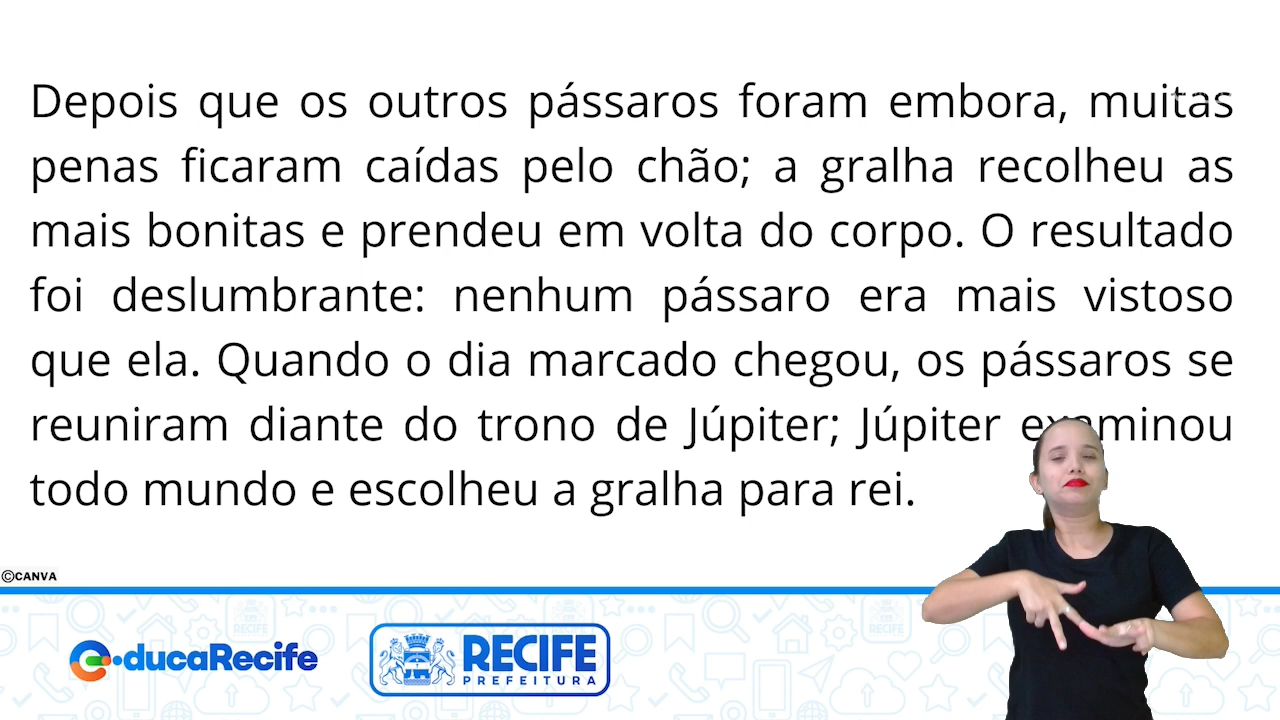 Depois que os outros pássaros foram embora, muitas
penas ficaram caídas pelo chão; a gralha recolheu as
mais bonitas e prendeu em volta do corpo. O resultado
foi deslumbrante: nenhum pássaro era mais vistoso
que ela. Quando o dia marcado chegou, os pássaros se
reuniram diante do trono de Júpiter; Júpiter examinou
todo mundo e escolheu a gralha para rei.
©CANVA
educaRecife
RECIFE
PREFEITURA